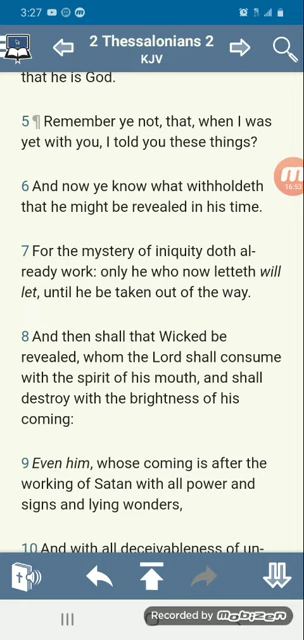 3:27
2 Thessalonians 2
KJV
that he is God.
5 ¶ Remember ye not, that, when I was
yet with you, I told you these things?
6 And now ye know what withholdeth
that he might be revealed in his time.
7 For the mystery of iniquity doth al-
ready work: only he who now letteth will
let, until he be taken out of the way.
8 And then shall that Wicked be
revealed, whom the Lord shall consume
with the spirit of his mouth, and shall
destroy with the brightness of his
coming:
9 Even him, whose coming is after the
working of Satan with all power and
signs and lying wonders,
10 And with all deceivableness of un-
16:53
Recorded by Mobizen